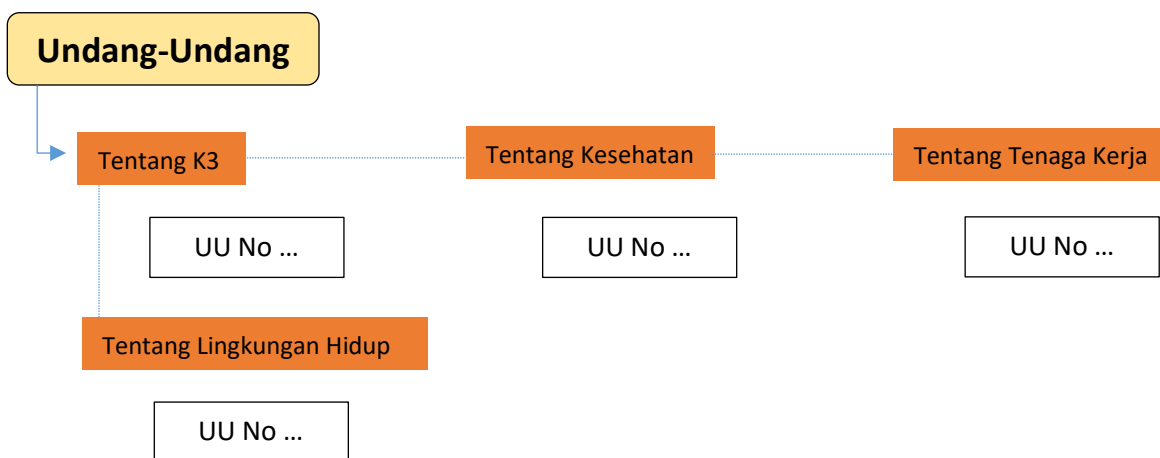 Undang-Undang
Tentang K3
Tentang Kesehatan
Tentang Tenaga Kerja
UU No ...
UU No ...
UU No ...
Tentang Lingkungan Hidup
UU No ...